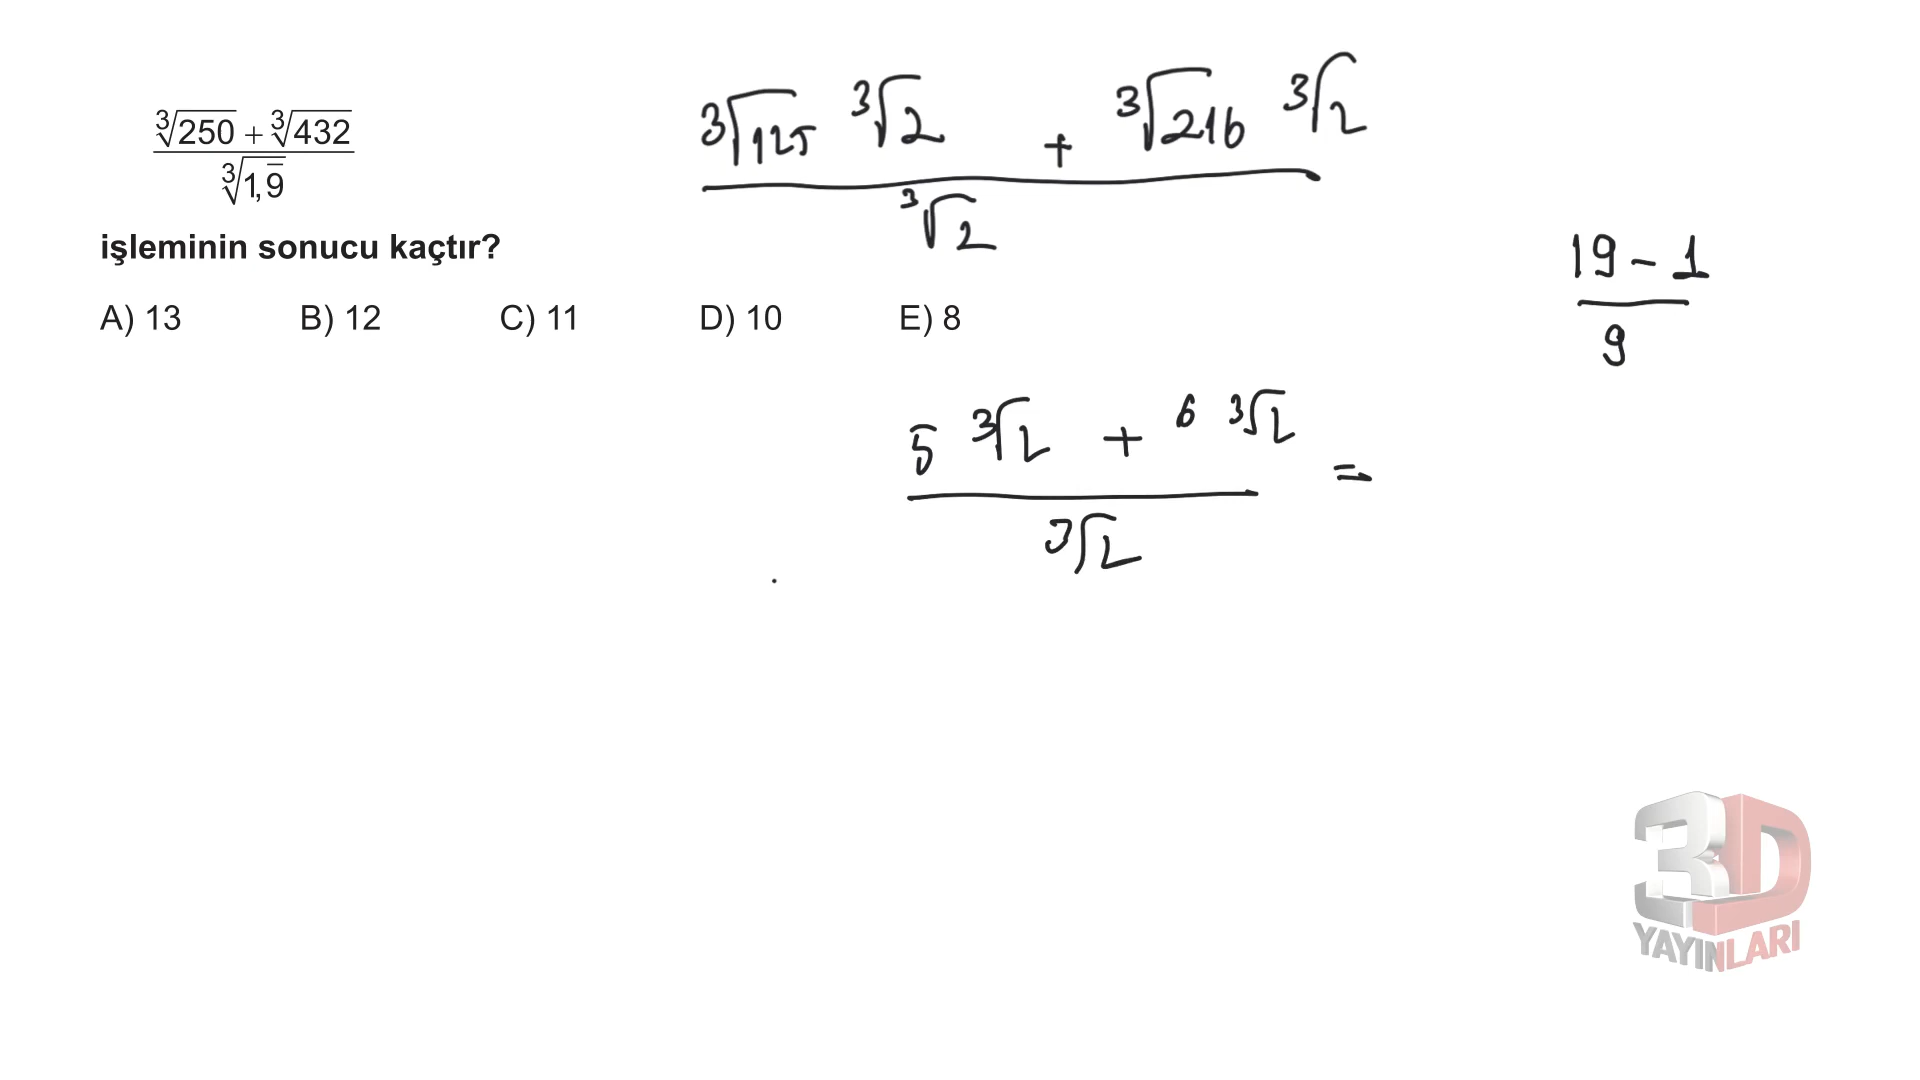 ∛250 + ∛432
∛1,9̅
işleminin sonucu kaçtır?
A) 13 B) 12 C) 11 D) 10 E) 8
∛125 ∛2 + ∛216 ∛2
∛2
19 - 1
9
5 ∛2 + 6 ∛2 =
∛2
3D
YAYINLARI